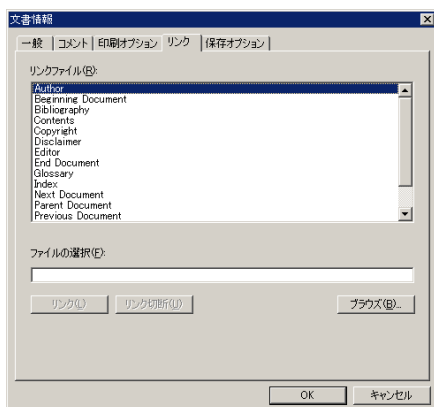 文書情報
一般 コメント 印刷オプション リンク 保存オプション
リンクファイル(R):
Author
Beginning Document
Bibliography
Contents
Copyright
Disclaimer
Editor
End Document
Glossary
Index
Next Document
Parent Document
Previous Document
ファイルの選択(F):
リンク(L) リンク切断(U) ブラウズ(B)...
OK キャンセル